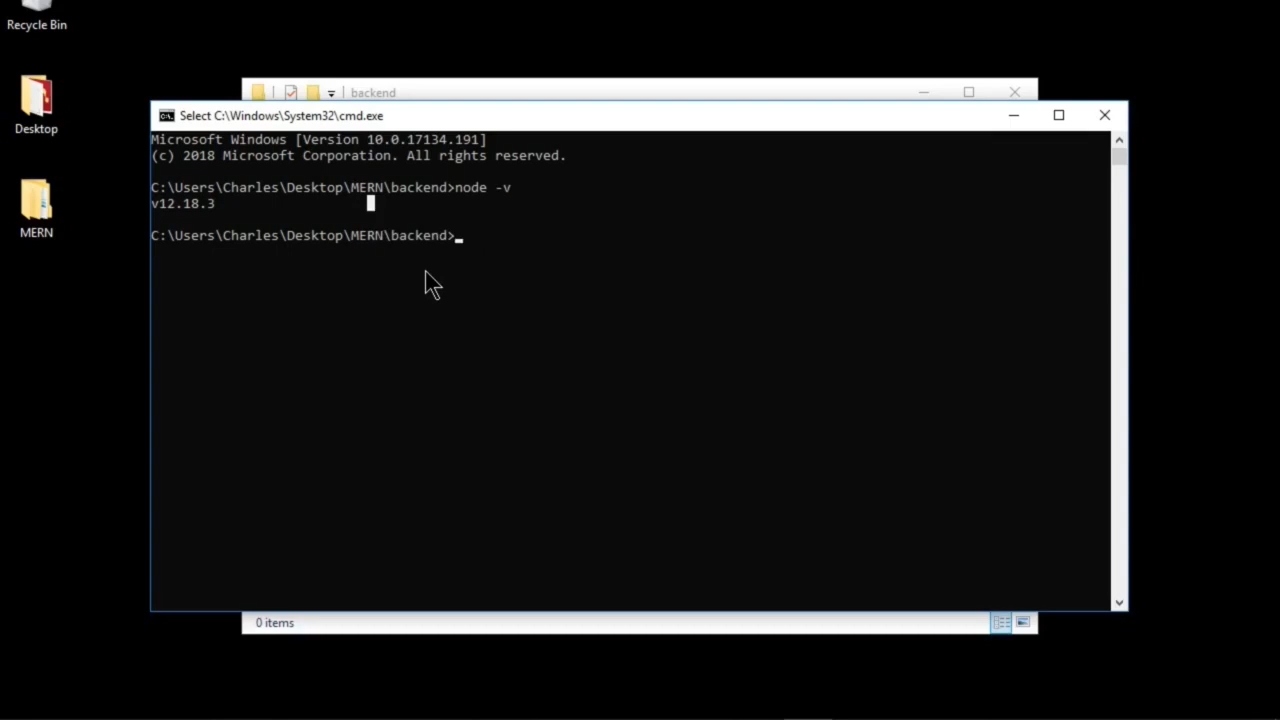 Recycle Bin
Desktop
MERN
backend
Select C:\Windows\System32\cmd.exe
Microsoft Windows [Version 10.0.17134.191]
(c) 2018 Microsoft Corporation. All rights reserved.
C:\Users\Charles\Desktop\MERN\backend>node -v
v12.18.3
C:\Users\Charles\Desktop\MERN\backend>
0 items